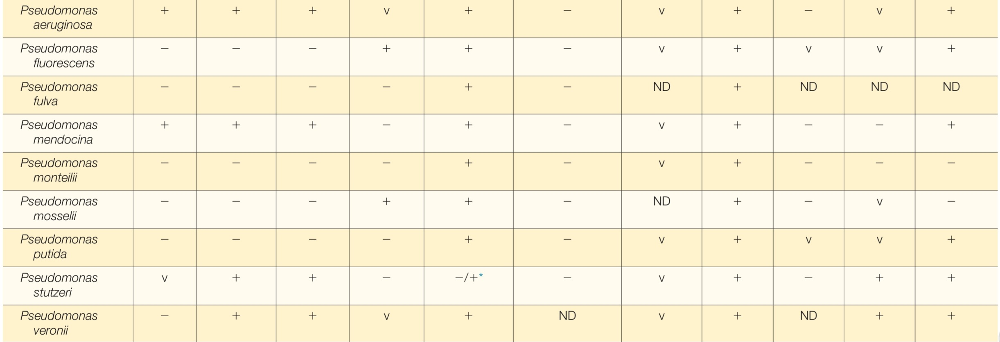 Pseudomonas + + + v + − v + − v +
aeruginosa
Pseudomonas − − − + + − v + v v +
fluorescens
Pseudomonas − − − − + − ND + ND ND ND
fulva
Pseudomonas + + + − + − v + − − +
mendocina
Pseudomonas − − − − + − v + − − −
monteilii
Pseudomonas − − − + + − ND + − v −
mosselii
Pseudomonas − − − − + − v + v v +
putida
Pseudomonas v + + − −/+* − v + − + +
stutzeri
Pseudomonas − + + v + ND v + ND + +
veronii